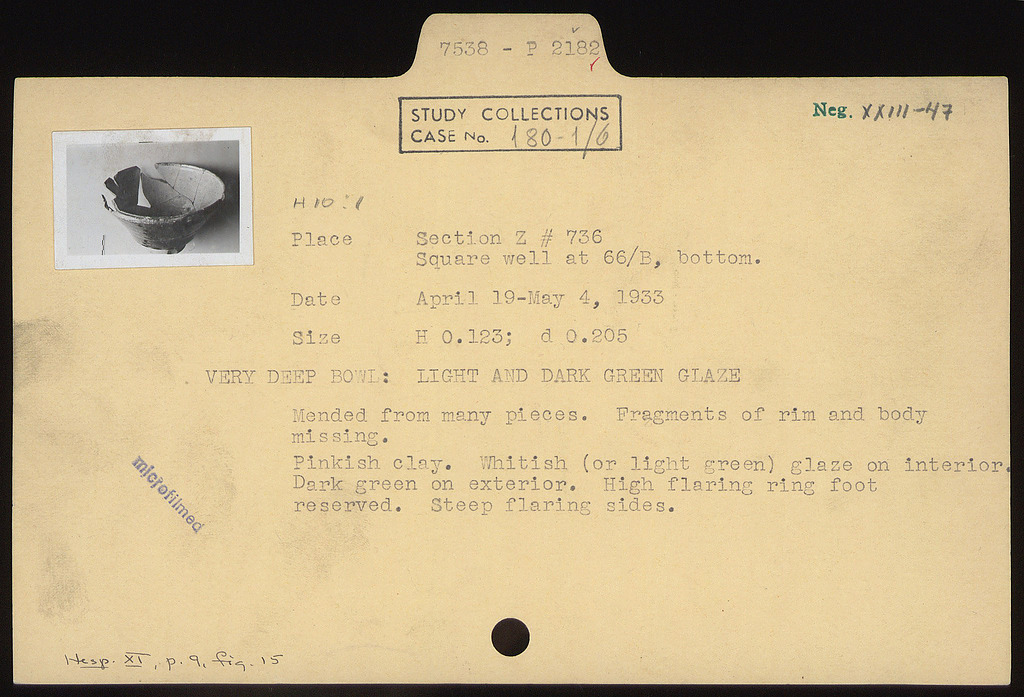 7538 - P 2182
STUDY COLLECTIONS
CASE No. 180-1/6
Neg. XXIII-47
H 10:1
Place Section Z # 736
Square well at 66/B, bottom.
Date April 19-May 4, 1933
Size H 0.123; d 0.205
VERY DEEP BOWL: LIGHT AND DARK GREEN GLAZE
Mended from many pieces. Fragments of rim and body
missing.
Pinkish clay. Whitish (or light green) glaze on interior.
Dark green on exterior. High flaring ring foot
reserved. Steep flaring sides.
microfilmed
Hesp. XI, p. 9, fig. 15